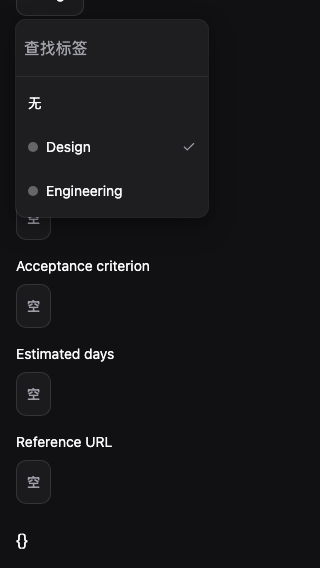 查找标签
无
Design
Engineering
空
Acceptance criterion
空
Estimated days
空
Reference URL
空
{}